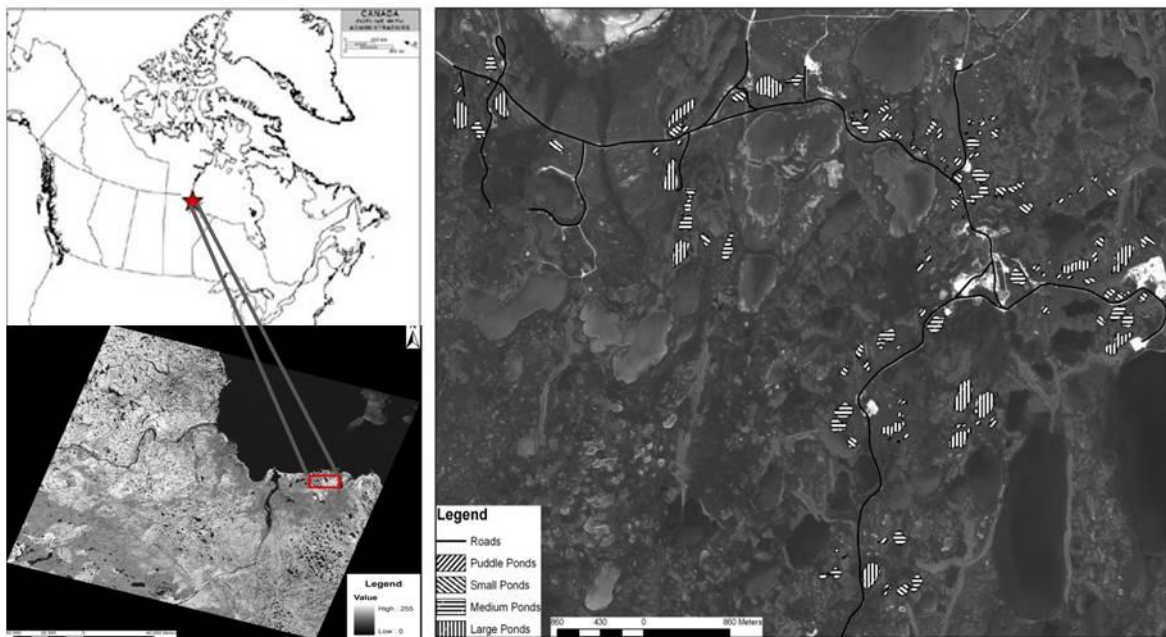 CANADA
Legend
Value
High : 255
Low : 0
Legend
Roads
Puddle Ponds
Small Ponds
Medium Ponds
Large Ponds
860 430 0 860 Meters